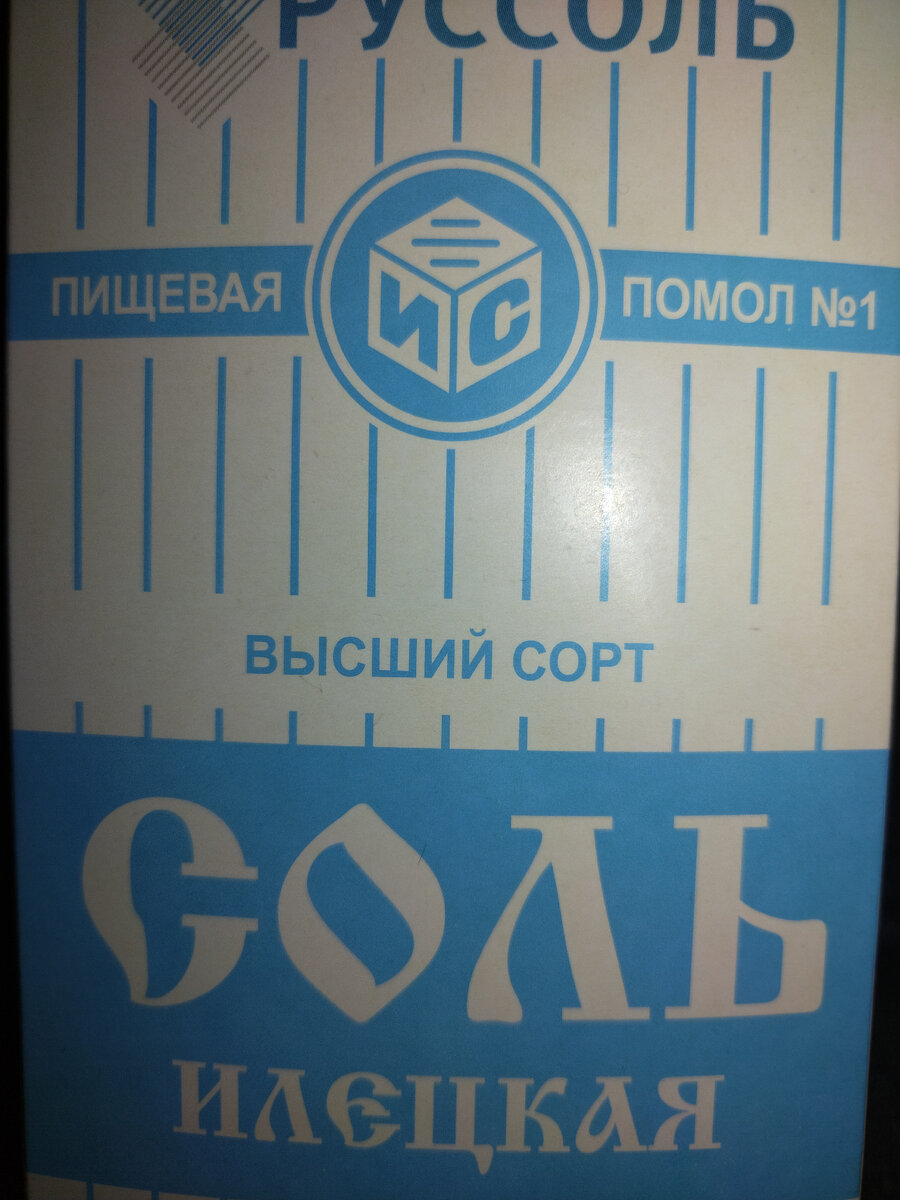 РУССОЛЬ
ПИЩЕВАЯ
ИС
ПОМОЛ №1
ВЫСШИЙ СОРТ
СОЛЬ
ИЛЕЦКАЯ